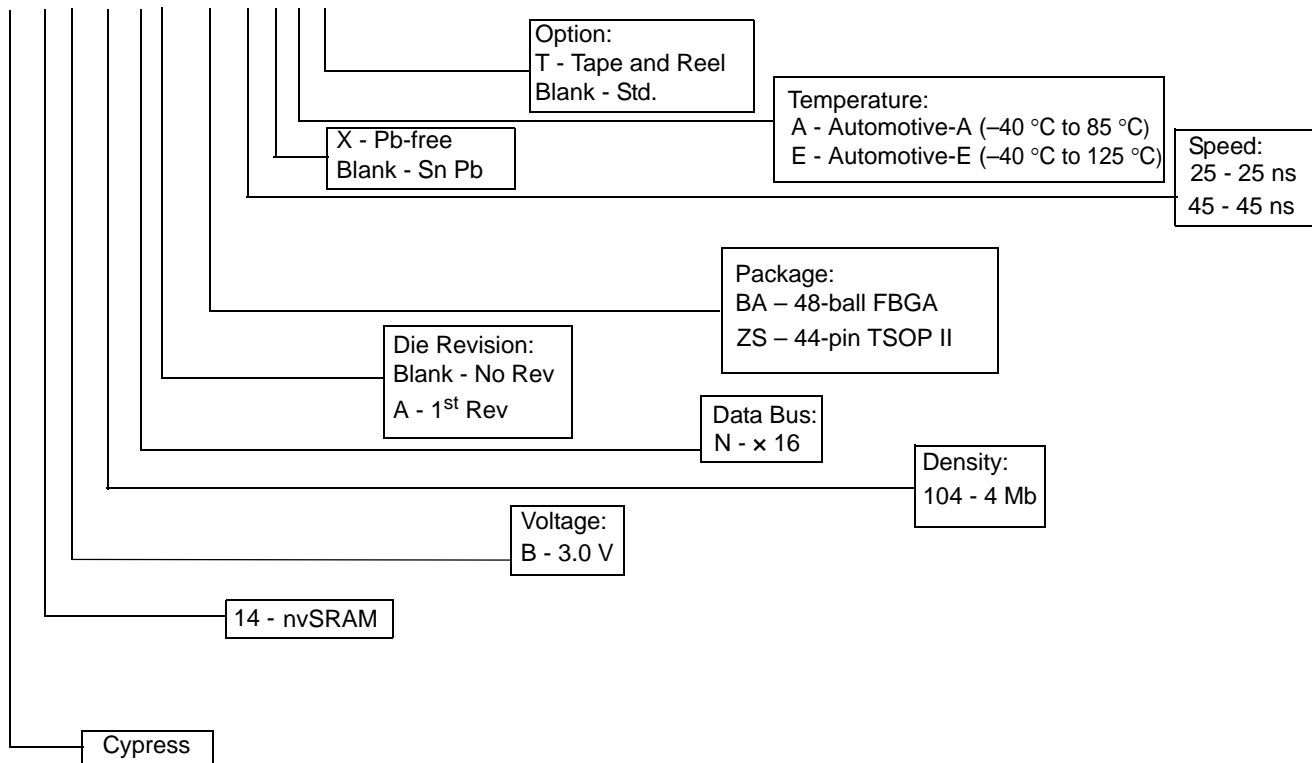 Option:
T - Tape and Reel
Blank - Std.
Temperature:
A - Automotive-A (–40 °C to 85 °C)
E - Automotive-E (–40 °C to 125 °C)
X - Pb-free
Blank - Sn Pb
Speed:
25 - 25 ns
45 - 45 ns
Package:
BA – 48-ball FBGA
ZS – 44-pin TSOP II
Die Revision:
Blank - No Rev
A - 1st Rev
Data Bus:
N - × 16
Density:
104 - 4 Mb
Voltage:
B - 3.0 V
14 - nvSRAM
Cypress